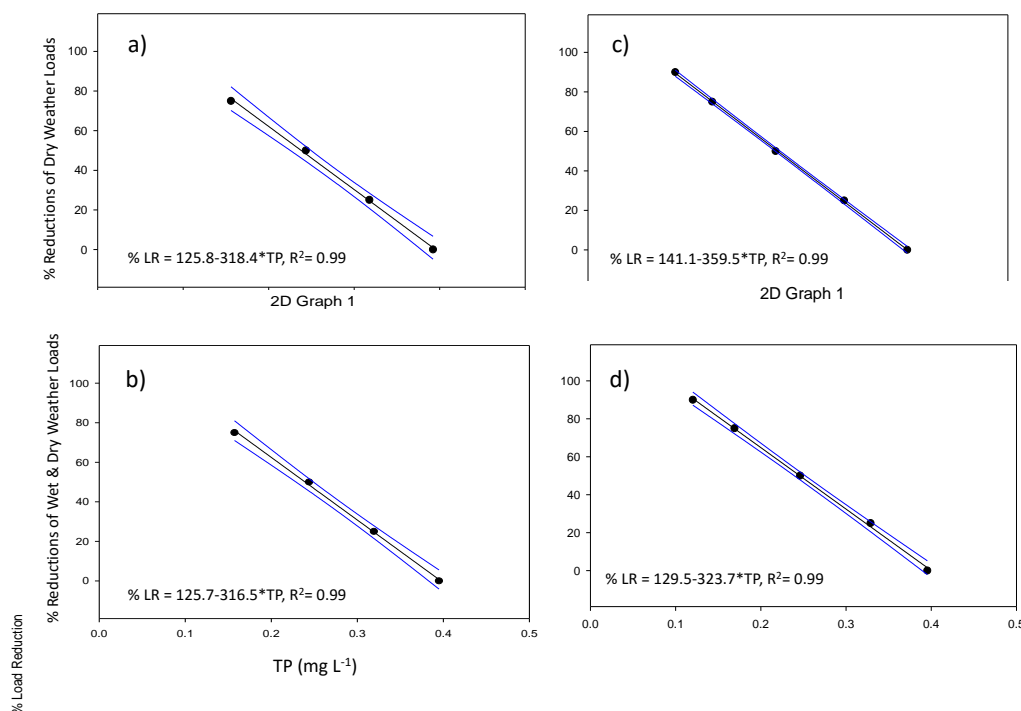 a)
% Reductions of Dry Weather Loads
100
80
60
40
20
0
% LR = 125.8-318.4*TP, R²= 0.99
2D Graph 1
c)
100
80
60
40
20
0
% LR = 141.1-359.5*TP, R²= 0.99
2D Graph 1
b)
% Reductions of Wet & Dry Weather Loads
100
80
60
40
20
0
% LR = 125.7-316.5*TP, R²= 0.99
0.0 0.1 0.2 0.3 0.4 0.5
TP (mg L⁻¹)
d)
100
80
60
40
20
0
% LR = 129.5-323.7*TP, R²= 0.99
0.0 0.1 0.2 0.3 0.4 0.5
% Load Reduction